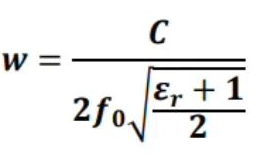 w = C / (2f₀√((εᵣ + 1) / 2))